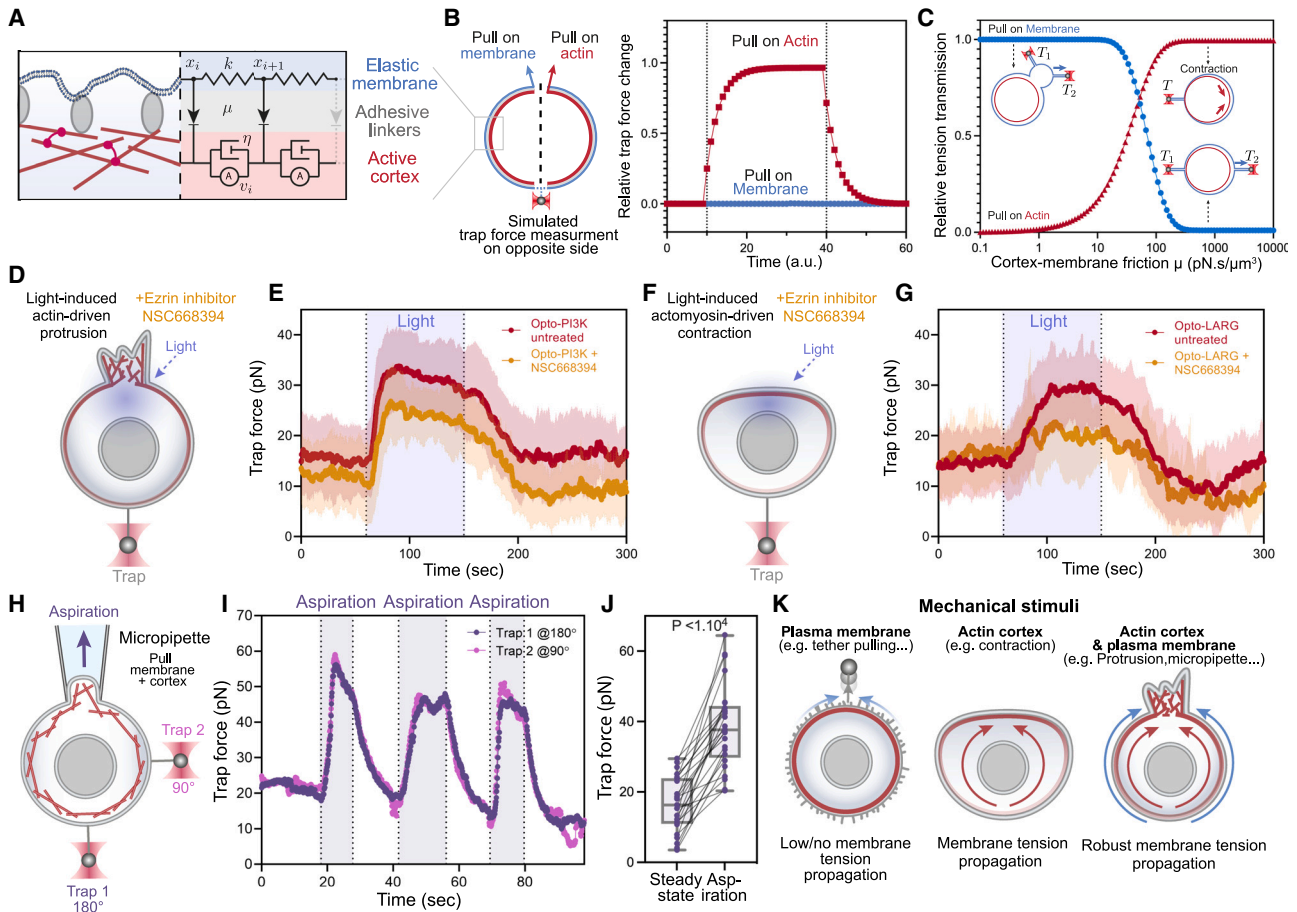 A
x_i
k
x_{i+1}
μ
η
A
A
v_i
Elastic
membrane
Adhesive
linkers
Active
cortex
B
Pull on
membrane
Pull on
actin
Simulated
trap force measurment
on opposite side
Relative trap force change
1.0
0.5
0.0
Pull on Actin
Pull on
Membrane
0
20
40
60
Time (a.u.)
C
Relative tension transmission
1.0
0.5
0.0
Pull on Membrane
T_1
T_2
Contraction
T
T_1
T_2
Pull on Actin
0.1
1
10
100
1000
10000
Cortex-membrane friction μ (pN.s/μm³)
D
Light-induced
actin-driven
protrusion
+Ezrin inhibitor
NSC668394
Light
Trap
E
Trap force (pN)
40
30
20
10
0
Light
Opto-PI3K
untreated
Opto-PI3K +
NSC668394
0
100
200
300
Time (sec)
F
Light-induced
actomyosin-driven
contraction
+Ezrin inhibitor
NSC668394
Light
Trap
G
Trap force (pN)
40
30
20
10
0
Light
Opto-LARG
untreated
Opto-LARG +
NSC668394
0
100
200
300
Time (sec)
H
Aspiration
Micropipette
Pull
membrane
+ cortex
Trap 2
90°
Trap 1
180°
I
Aspiration Aspiration Aspiration
Trap force (pN)
70
60
50
40
30
20
10
0
Trap 1 @180°
Trap 2 @90°
0
20
40
60
80
Time (sec)
J
P <1.10⁴
Trap force (pN)
60
40
20
0
Steady Asp-
state iration
K
Mechanical stimuli
Plasma membrane
(e.g. tether pulling...)
Low/no membrane
tension
propagation
Actin cortex
(e.g. contraction)
Membrane tension
propagation
Actin cortex
& plasma membrane
(e.g. Protrusion,micropipette...)
Robust membrane tension
propagation